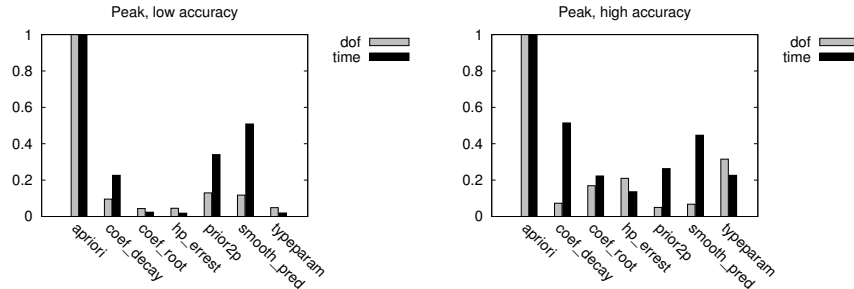 Peak, low accuracy
dof
time
1
0.8
0.6
0.4
0.2
0
apriori
coef_decay
coef_root
hp_errest
prior2p
smooth_pred
typeparam
Peak, high accuracy
dof
time
1
0.8
0.6
0.4
0.2
0
apriori
coef_decay
coef_root
hp_errest
prior2p
smooth_pred
typeparam